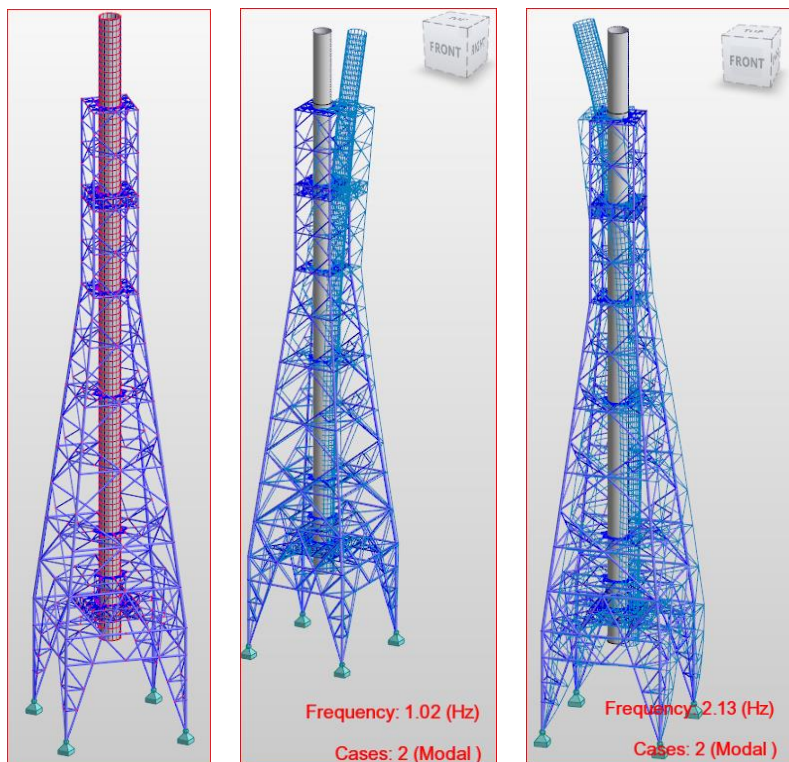 FRONT
Frequency: 1.02 (Hz)
Cases: 2 (Modal )
FRONT
Frequency: 2.13 (Hz)
Cases: 2 (Modal )